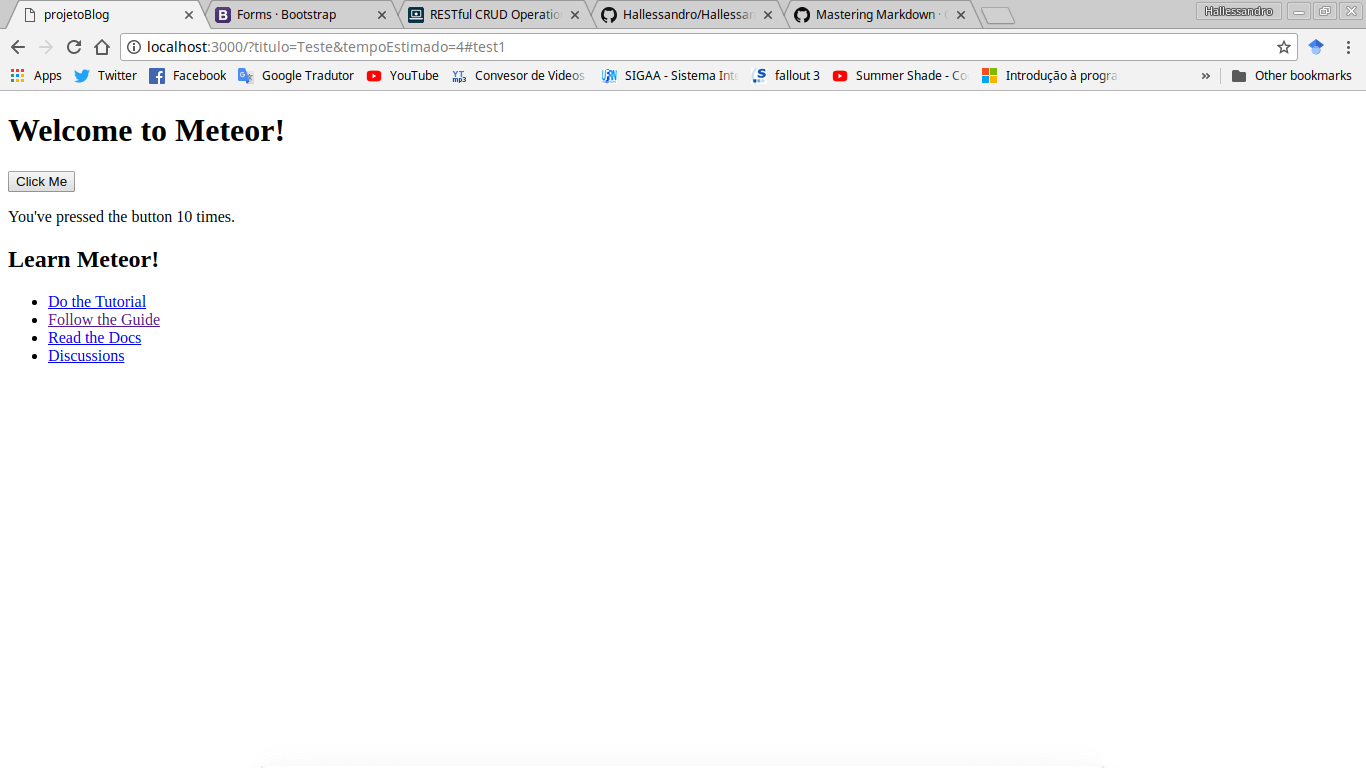 projetoBlog
Forms · Bootstrap
RESTful CRUD Operatio
Hallessandro/Hallessan
Mastering Markdown ·
Hallessandro
localhost:3000/?titulo=Teste&tempoEstimado=4#test1
Apps
Twitter
Facebook
Google Tradutor
YouTube
YT mp3
Convesor de Videos
SIGAA - Sistema Inte
fallout 3
Summer Shade - Co
Introdução à progra
»
Other bookmarks
Welcome to Meteor!
Click Me
You've pressed the button 10 times.
Learn Meteor!
Do the Tutorial
Follow the Guide
Read the Docs
Discussions